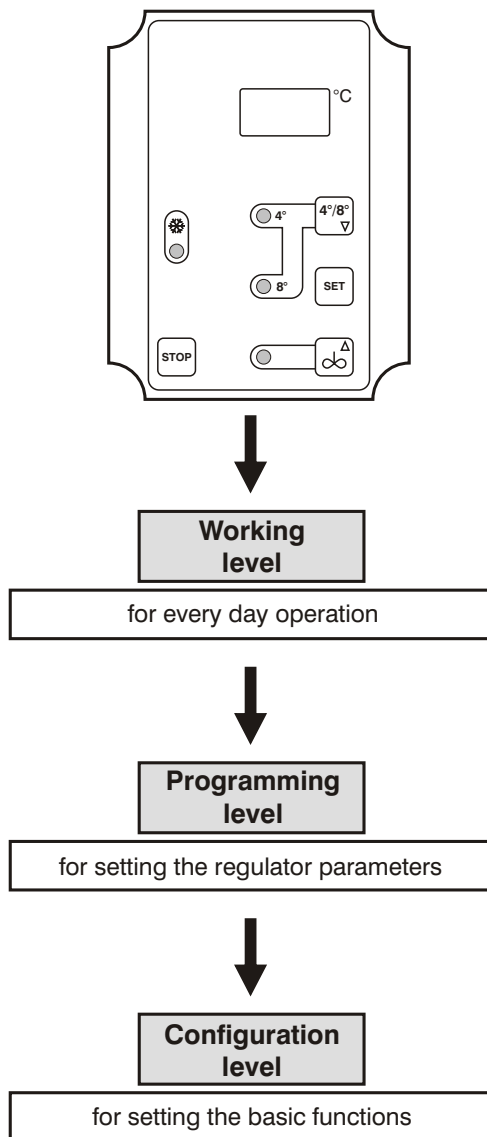 °C
4°
4°/8°
▽
❄
8°
SET
STOP
△
Working
level
for every day operation
Programming
level
for setting the regulator parameters
Configuration
level
for setting the basic functions